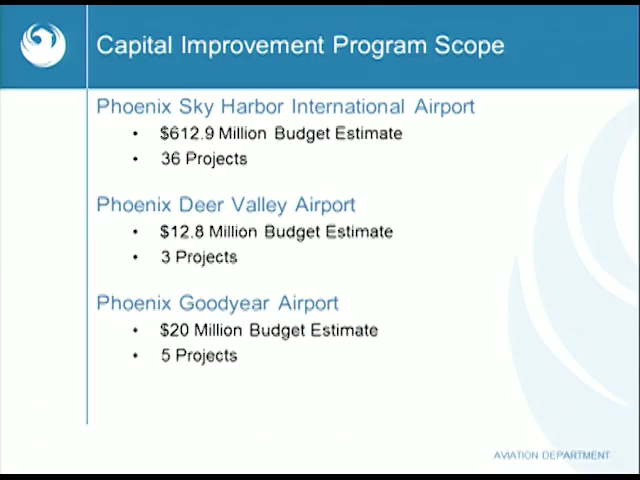 Capital Improvement Program Scope
Phoenix Sky Harbor International Airport
• $612.9 Million Budget Estimate
• 36 Projects
Phoenix Deer Valley Airport
• $12.8 Million Budget Estimate
• 3 Projects
Phoenix Goodyear Airport
• $20 Million Budget Estimate
• 5 Projects
AVIATION DEPARTMENT